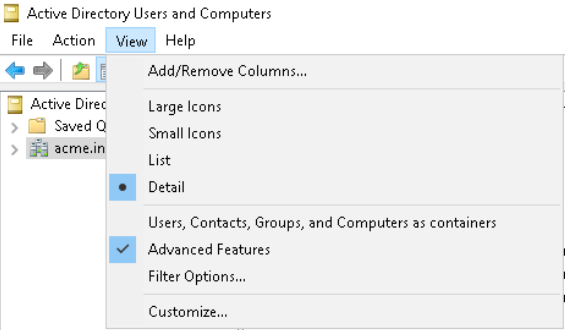 Active Directory Users and Computers
File Action View Help
Add/Remove Columns...
Active Direc
Large Icons
Saved Q
Small Icons
acme.in
List
Detail
Users, Contacts, Groups, and Computers as containers
Advanced Features
Filter Options...
Customize...